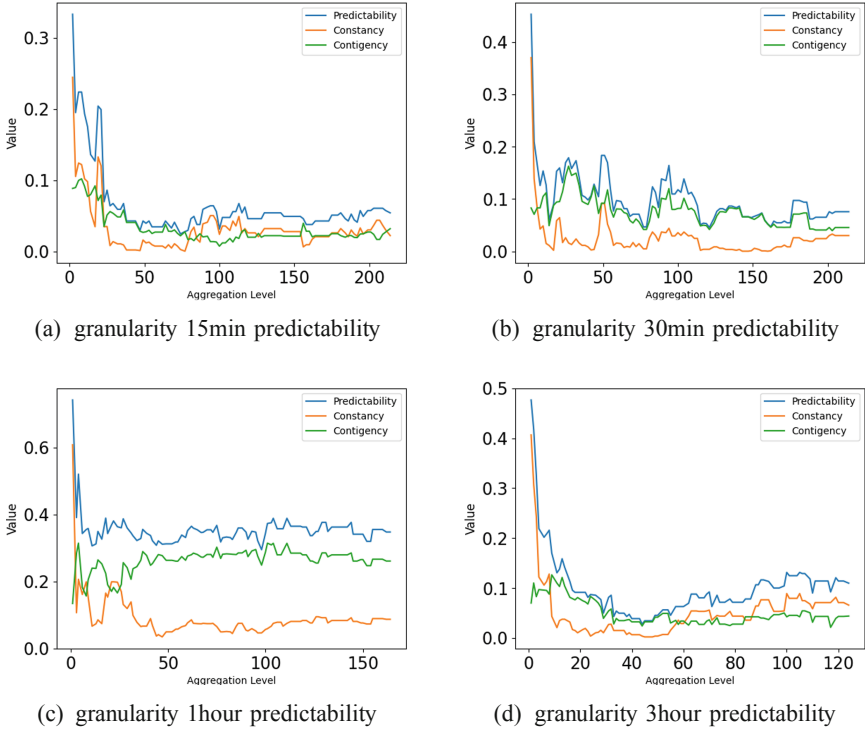 Predictability
Constancy
Contigency
Value
0.3
0.2
0.1
0.0
0 50 100 150 200
Aggregation Level
(a) granularity 15min predictability
Predictability
Constancy
Contigency
Value
0.4
0.3
0.2
0.1
0.0
0 50 100 150 200
Aggregation Level
(b) granularity 30min predictability
Predictability
Constancy
Contigency
Value
0.6
0.4
0.2
0.0
0 50 100 150
Aggregation Level
(c) granularity 1hour predictability
Predictability
Constancy
Contigency
Value
0.5
0.4
0.3
0.2
0.1
0.0
0 20 40 60 80 100 120
Aggregation Level
(d) granularity 3hour predictability